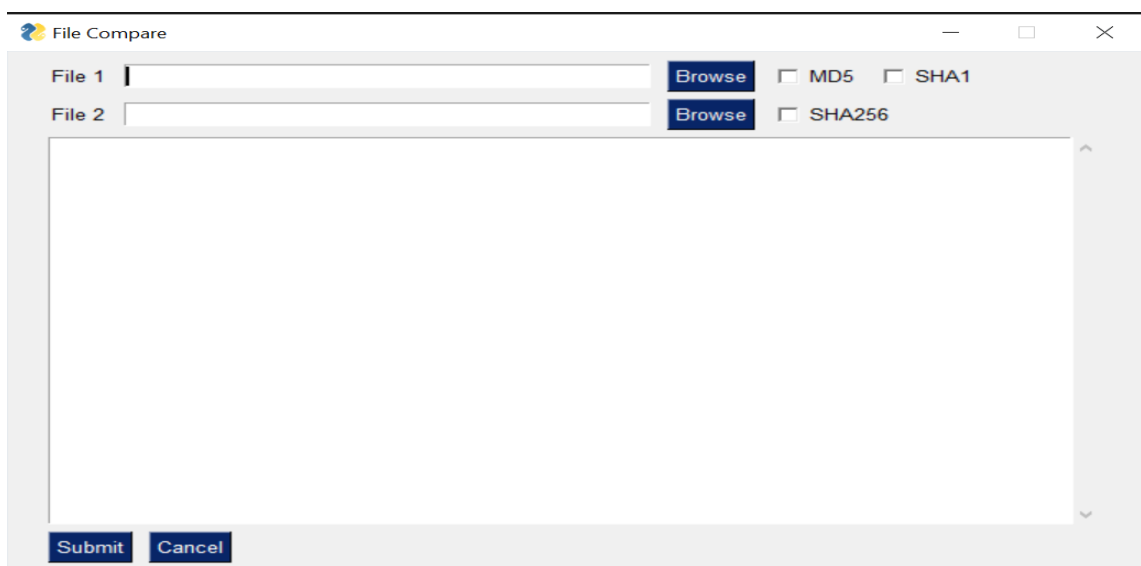 File Compare
File 1 Browse MD5 SHA1
File 2 Browse SHA256
Submit Cancel